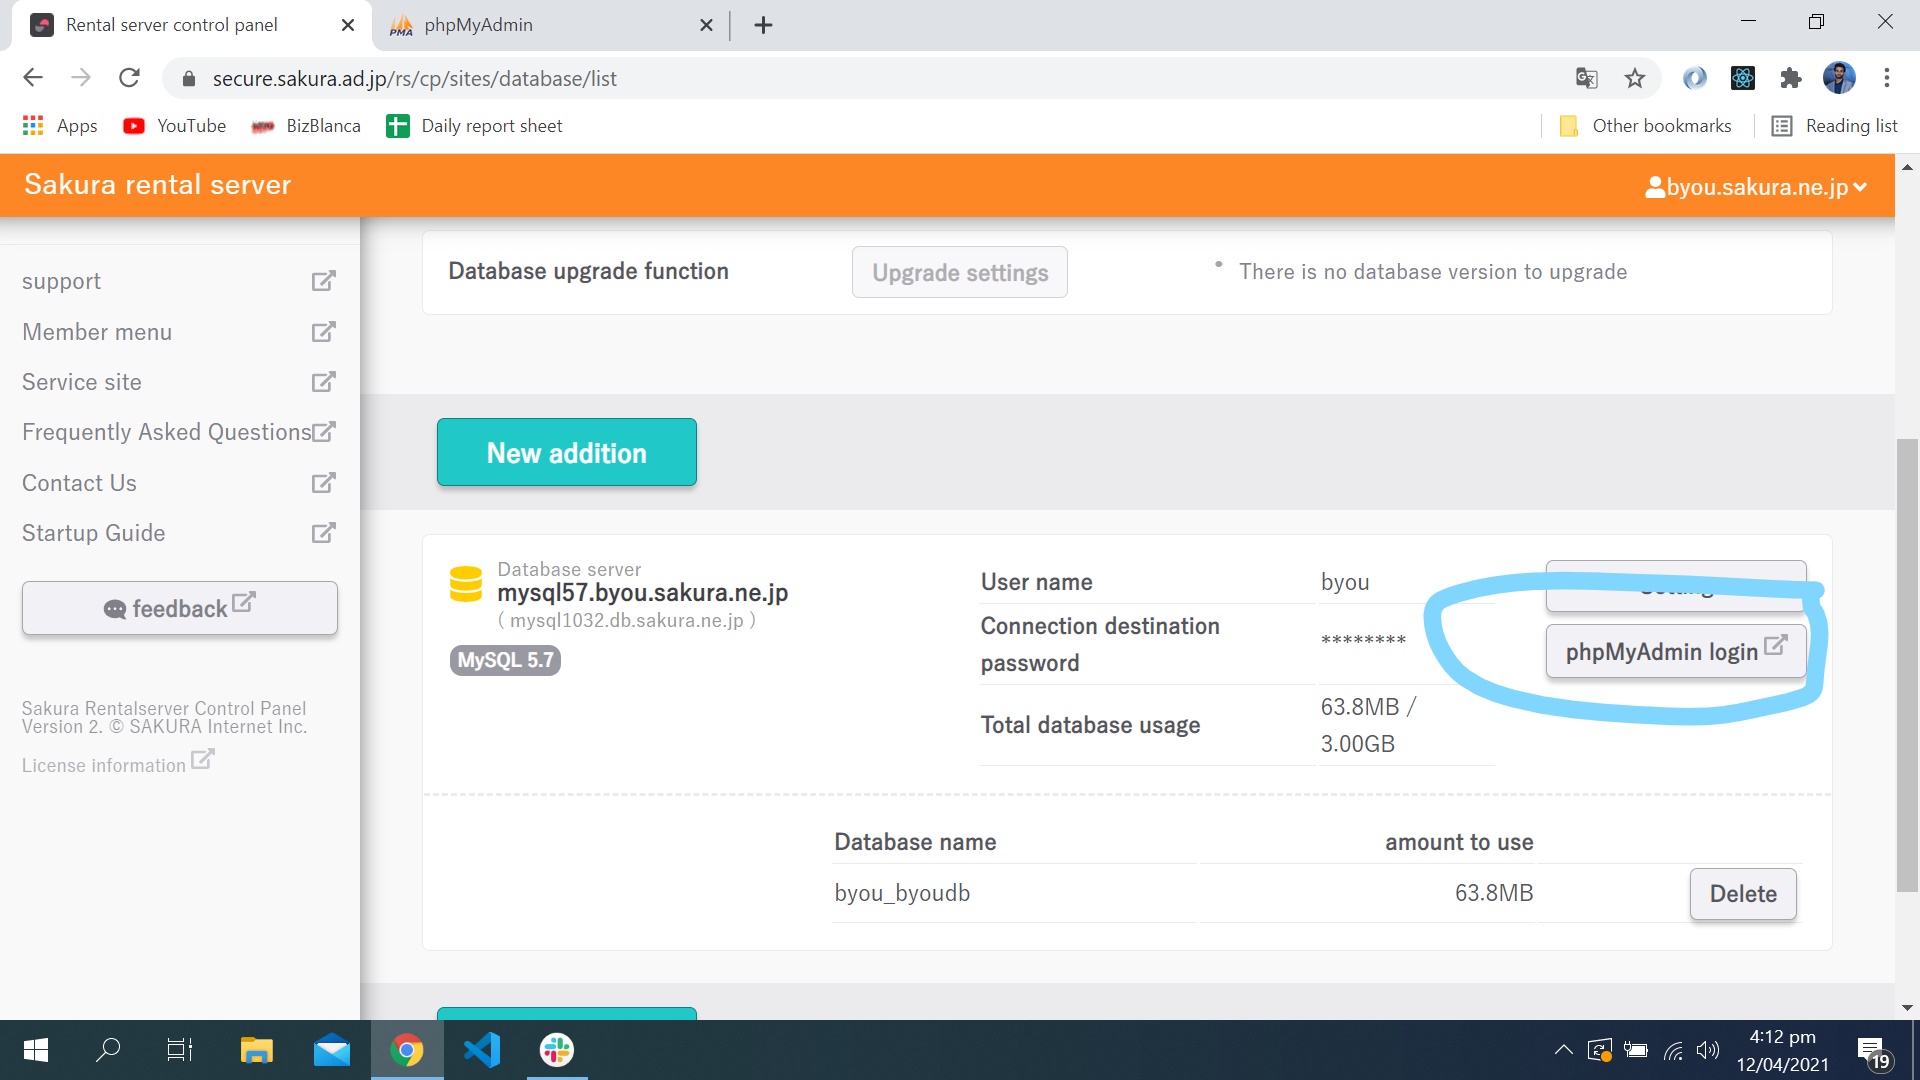 Rental server control panel
PMA phpMyAdmin
secure.sakura.ad.jp/rs/cp/sites/database/list
Apps YouTube BizBlanca Daily report sheet Other bookmarks Reading list
Sakura rental server byou.sakura.ne.jp
support
Member menu
Service site
Frequently Asked Questions
Contact Us
Startup Guide
feedback
Sakura Rentalserver Control Panel
Version 2. © SAKURA Internet Inc.
License information
Database upgrade function Upgrade settings • There is no database version to upgrade
New addition
Database server
mysql57.byou.sakura.ne.jp
( mysql1032.db.sakura.ne.jp )
MySQL 5.7
User name byou
Connection destination
password ********
Total database usage 63.8MB /
3.00GB
phpMyAdmin login
Database name amount to use
byou_byoudb 63.8MB Delete
4:12 pm
12/04/2021
19